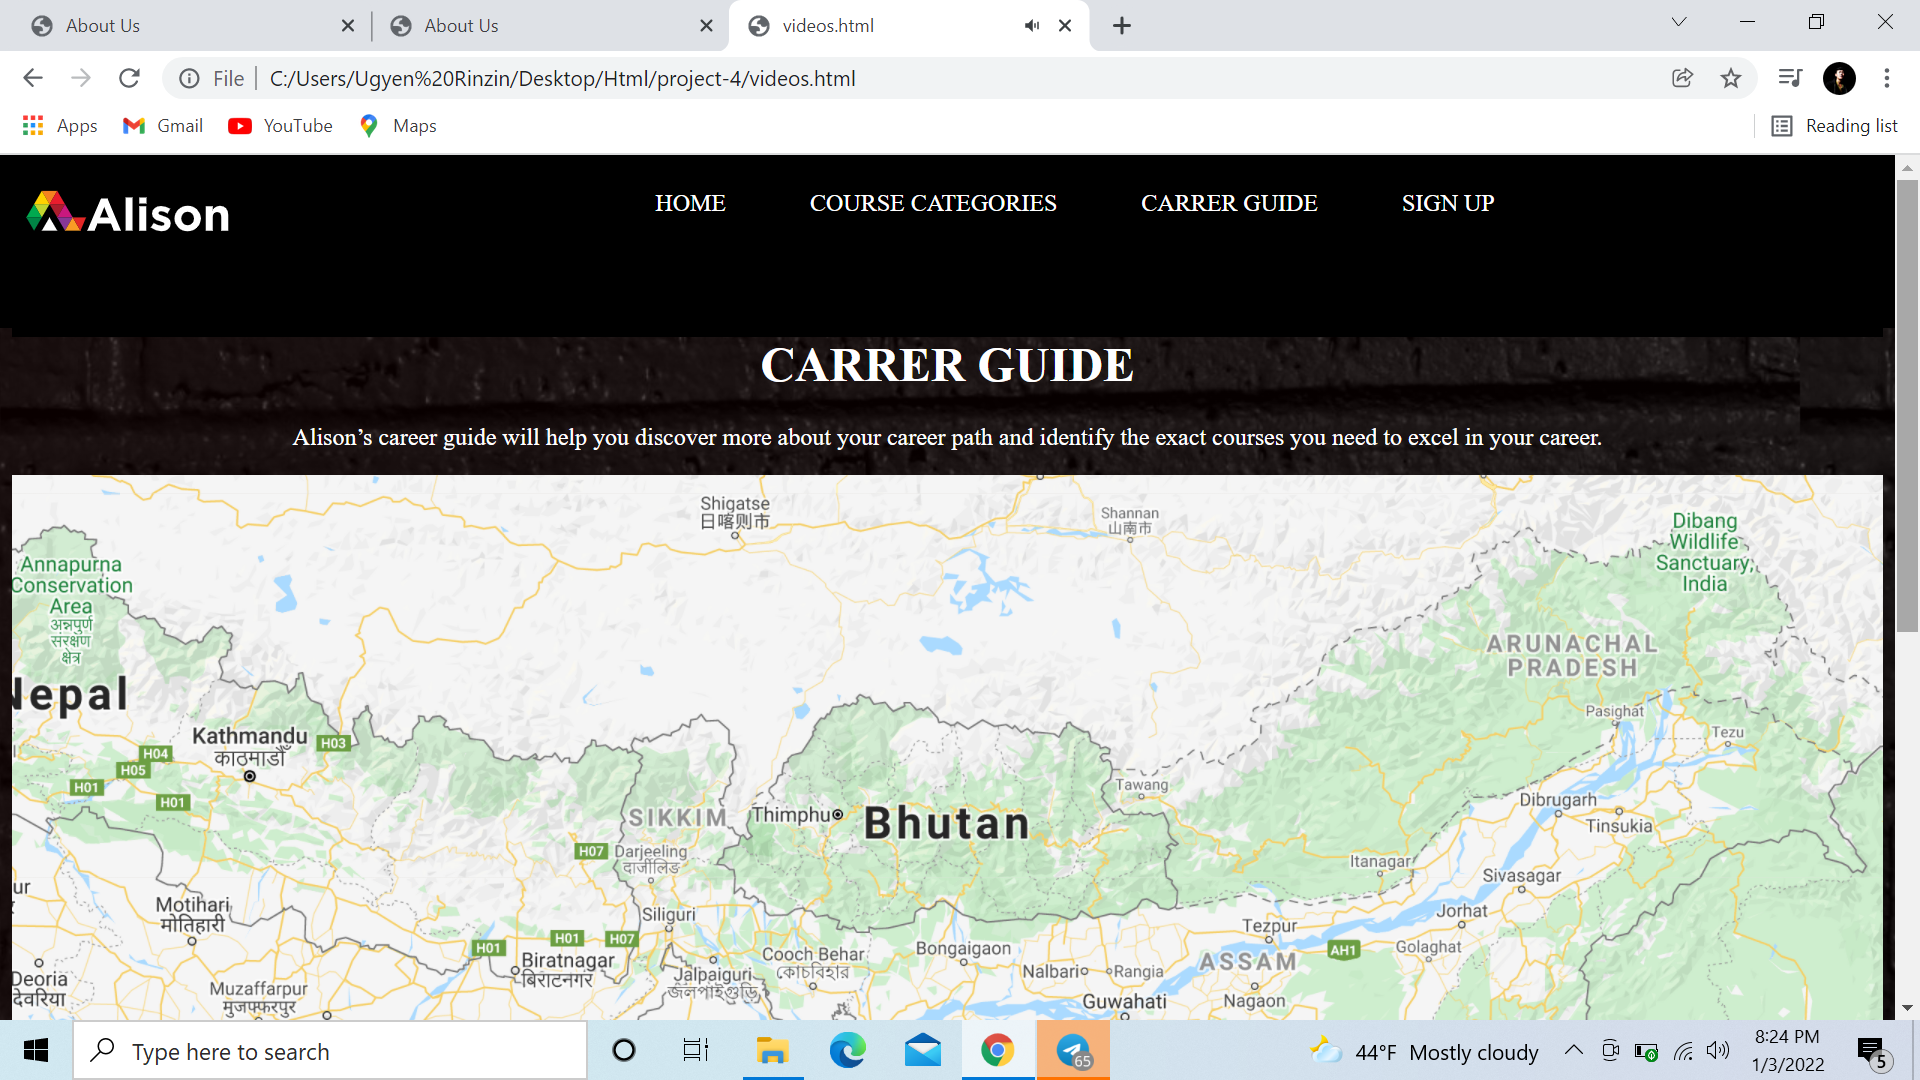 About Us
About Us
videos.html
File
C:/Users/Ugyen%20Rinzin/Desktop/Html/project-4/videos.html
Apps
Gmail
YouTube
Maps
Reading list
Alison
HOME
COURSE CATEGORIES
CARRER GUIDE
SIGN UP
CARRER GUIDE
Alison’s career guide will help you discover more about your career path and identify the exact courses you need to excel in your career.
Shigatse
日喀则市
Shannan
山南市
Dibang
Wildlife
Sanctuary,
India
Annapurna
Conservation
Area
अन्नपुर्ण
संरक्षण
क्षेत्र
ARUNACHAL
PRADESH
Nepal
Pasighat
Kathmandu
काठमाडौँ
H03
Tezu
H04
H05
H01
H01
Tawang
Dibrugarh
Tinsukia
SIKKIM
Thimphu
Bhutan
H07
Darjeeling
दार्जीलिङ
Itanagar
Sivasagar
ur
Motihari
मोतिहारी
Siliguri
Jorhat
Tezpur
H01
H01
H07
Golaghat
AH1
Bongaigaon
Cooch Behar
কোচবিহার
Biratnagar
बिराटनगर
ASSAM
Deoria
देवरिया
Jalpaiguri
জলপাইগুড়ি
Nalbari
Rangia
Muzaffarpur
मुजफ्फरपुर
Guwahati
Nagaon
Type here to search
65
44°F Mostly cloudy
8:24 PM
1/3/2022
5